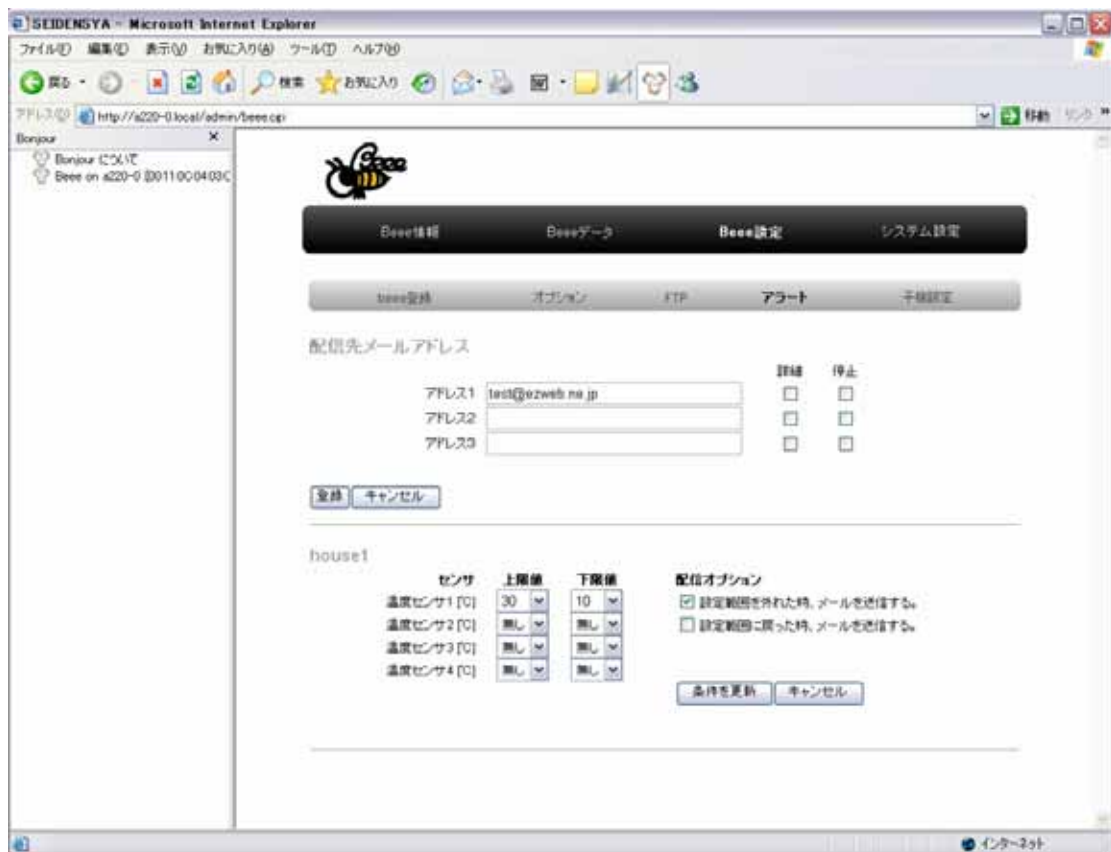 SEIDENSYA - Microsoft Internet Explorer
ファイル(F) 編集(E) 表示(V) お気に入り(A) ツール(T) ヘルプ(H)
戻る 検索 お気に入り
アドレス(D) http://a220-0.local/admin/beee.cgi 移動 リンク »
Bonjour ×
Bonjour について
Beee on a220-0
Beee
Beee情報 Beeeデータ Beee設定 システム設定
beee登録 オプション FTP アラート 子機設定
配信先メールアドレス
詳細 停止
アドレス1 test@ezweb.ne.jp
アドレス2
アドレス3
登録 キャンセル
house1
センサ 上限値 下限値 配信オプション
温度センサ1 [℃] 30 10 設定範囲を外れた時、メールを送信する。
温度センサ2 [℃] 無し 無し 設定範囲に戻った時、メールを送信する。
温度センサ3 [℃] 無し 無し
温度センサ4 [℃] 無し 無し
条件を更新 キャンセル
インターネット